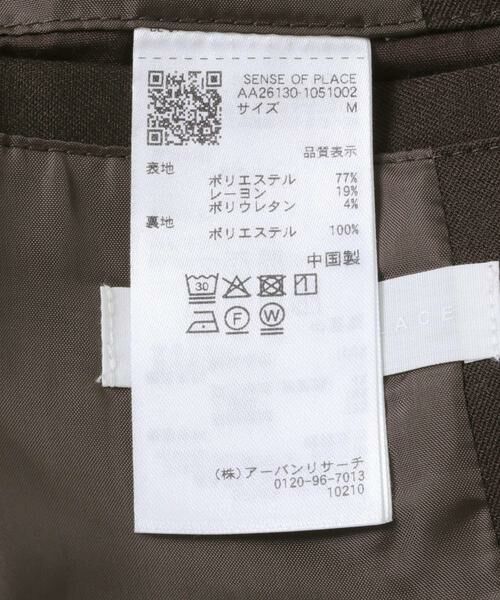 SENSE OF PLACE
AA26130-1051002
サイズ M
品質表示
表地
ポリエステル 77%
レーヨン 19%
ポリウレタン 4%
裏地
ポリエステル 100%
中国製
30
F W
LACE
(株)アーバンリサーチ
0120-96-7013
10210